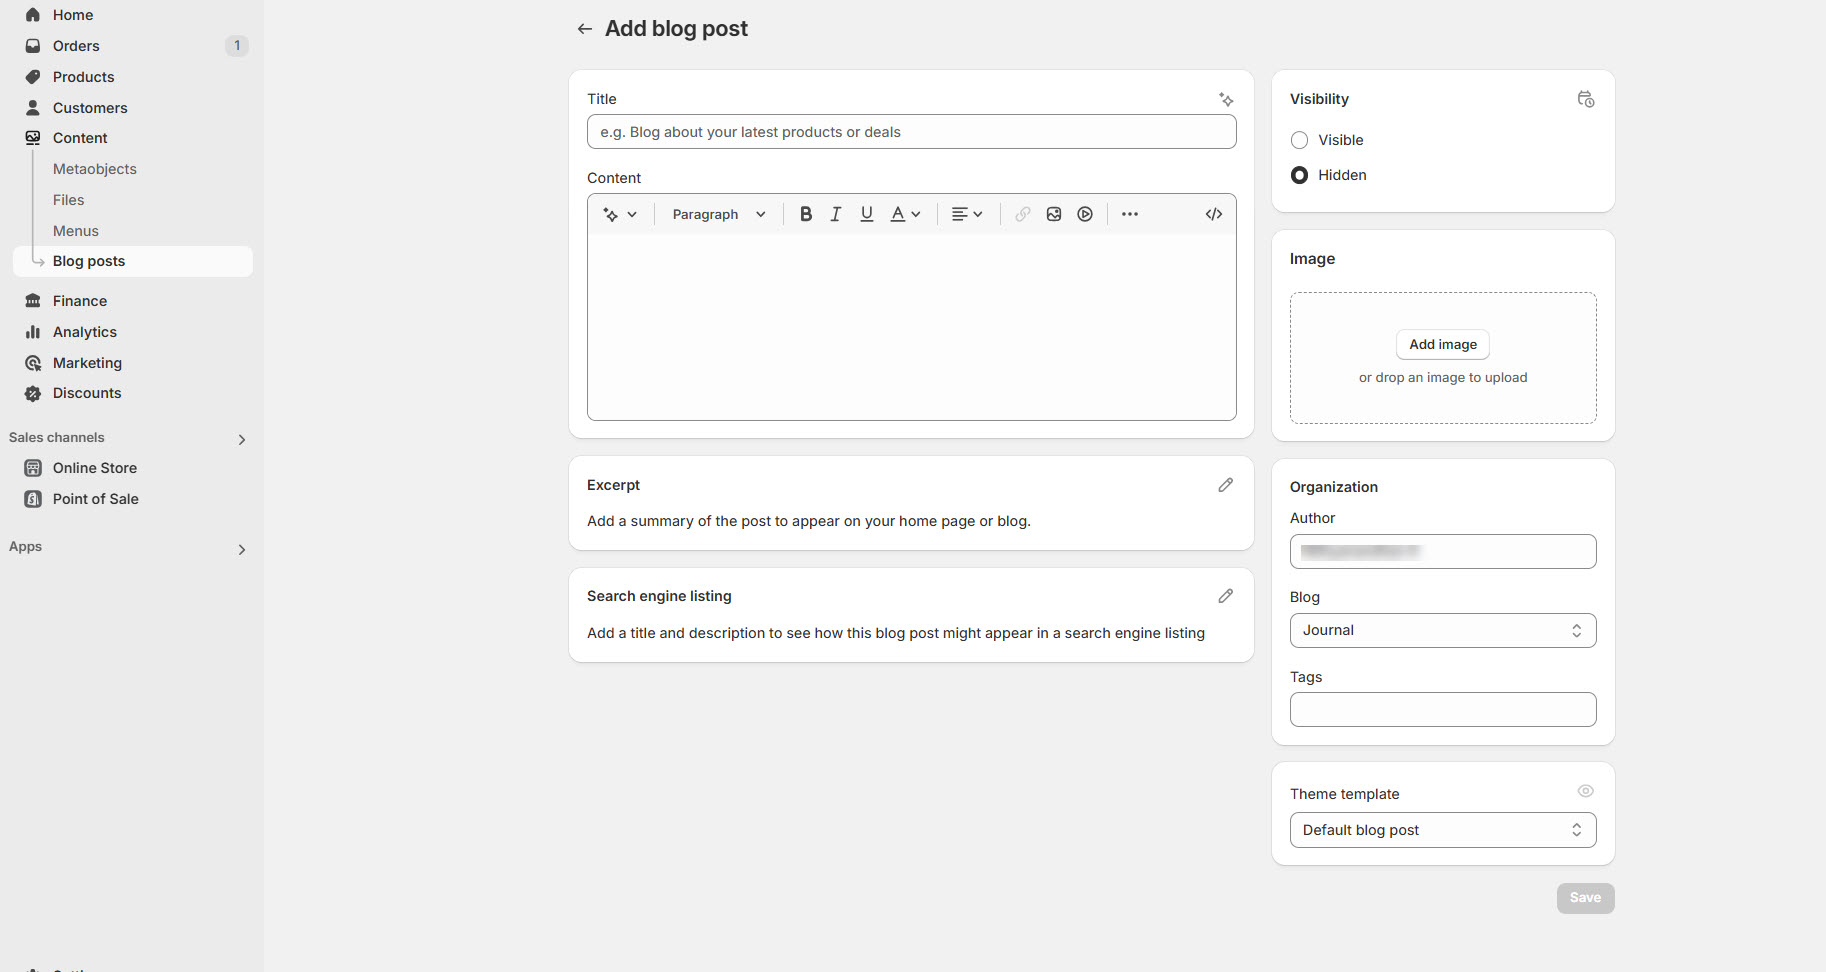 Home
Orders 1
Products
Customers
Content
Metaobjects
Files
Menus
Blog posts
Finance
Analytics
Marketing
Discounts
Sales channels
Online Store
Point of Sale
Apps
Add blog post
Title
e.g. Blog about your latest products or deals
Content
Paragraph B I U A
Excerpt
Add a summary of the post to appear on your home page or blog.
Search engine listing
Add a title and description to see how this blog post might appear in a search engine listing
Visibility
Visible
Hidden
Image
Add image
or drop an image to upload
Organization
Author
Blog
Journal
Tags
Theme template
Default blog post
Save